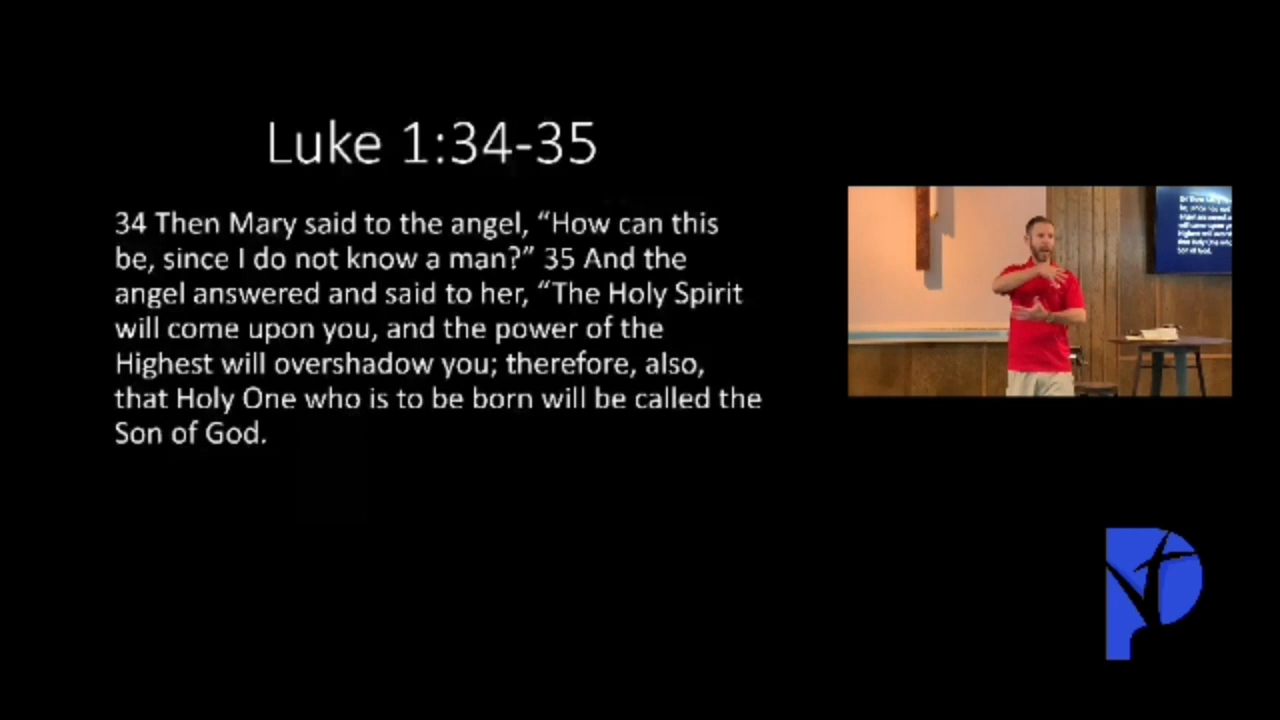 Luke 1:34-35
34 Then Mary said to the angel, “How can this
be, since I do not know a man?” 35 And the
angel answered and said to her, “The Holy Spirit
will come upon you, and the power of the
Highest will overshadow you; therefore, also,
that Holy One who is to be born will be called the
Son of God.